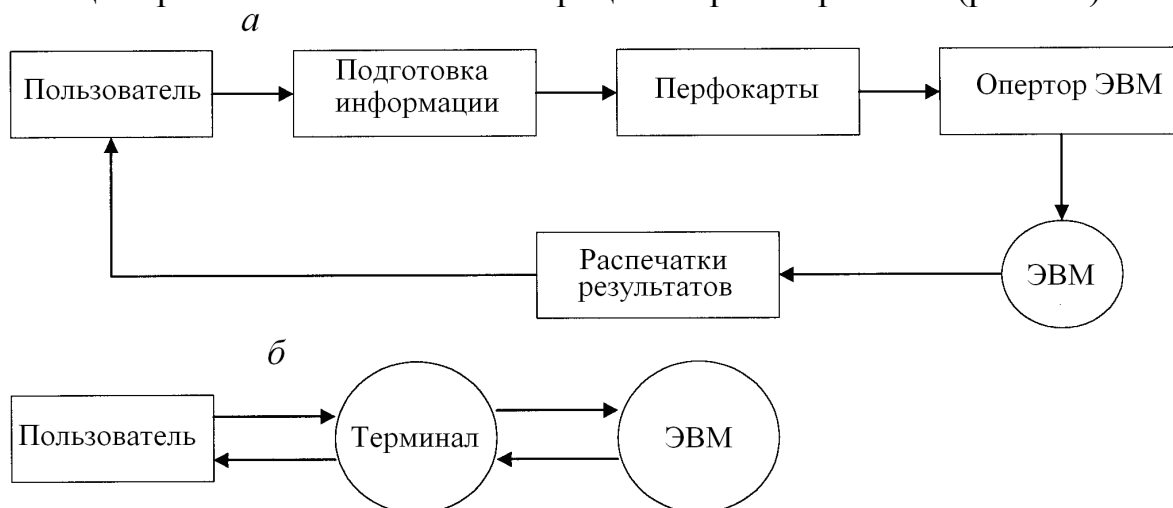 а
Пользователь
Подготовка
информации
Перфокарты
Опертор ЭВМ
Распечатки
результатов
ЭВМ
б
Пользователь
Терминал
ЭВМ